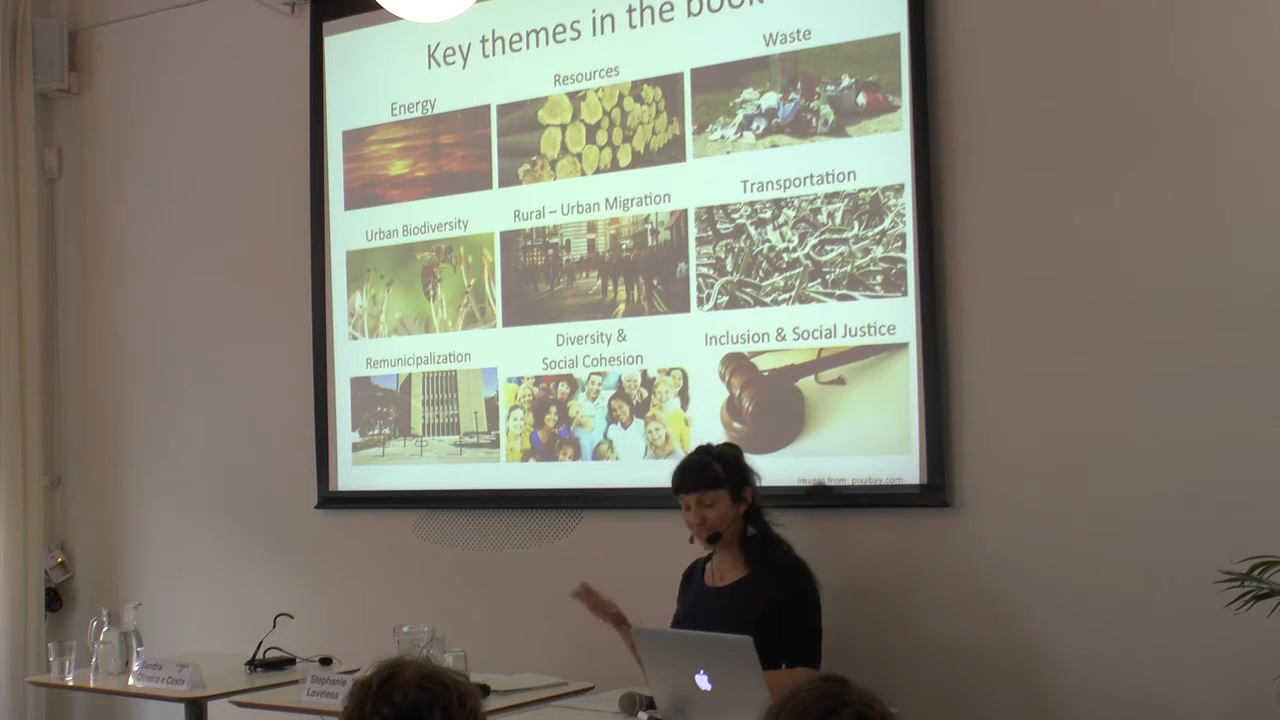 Key themes in the book
Energy
Resources
Waste
Urban Biodiversity
Rural – Urban Migration
Transportation
Remunicipalization
Diversity &
Social Cohesion
Inclusion & Social Justice
Images from: pixabay.com
Sandra
Oliveira e Costa
Stephanie
Loveless